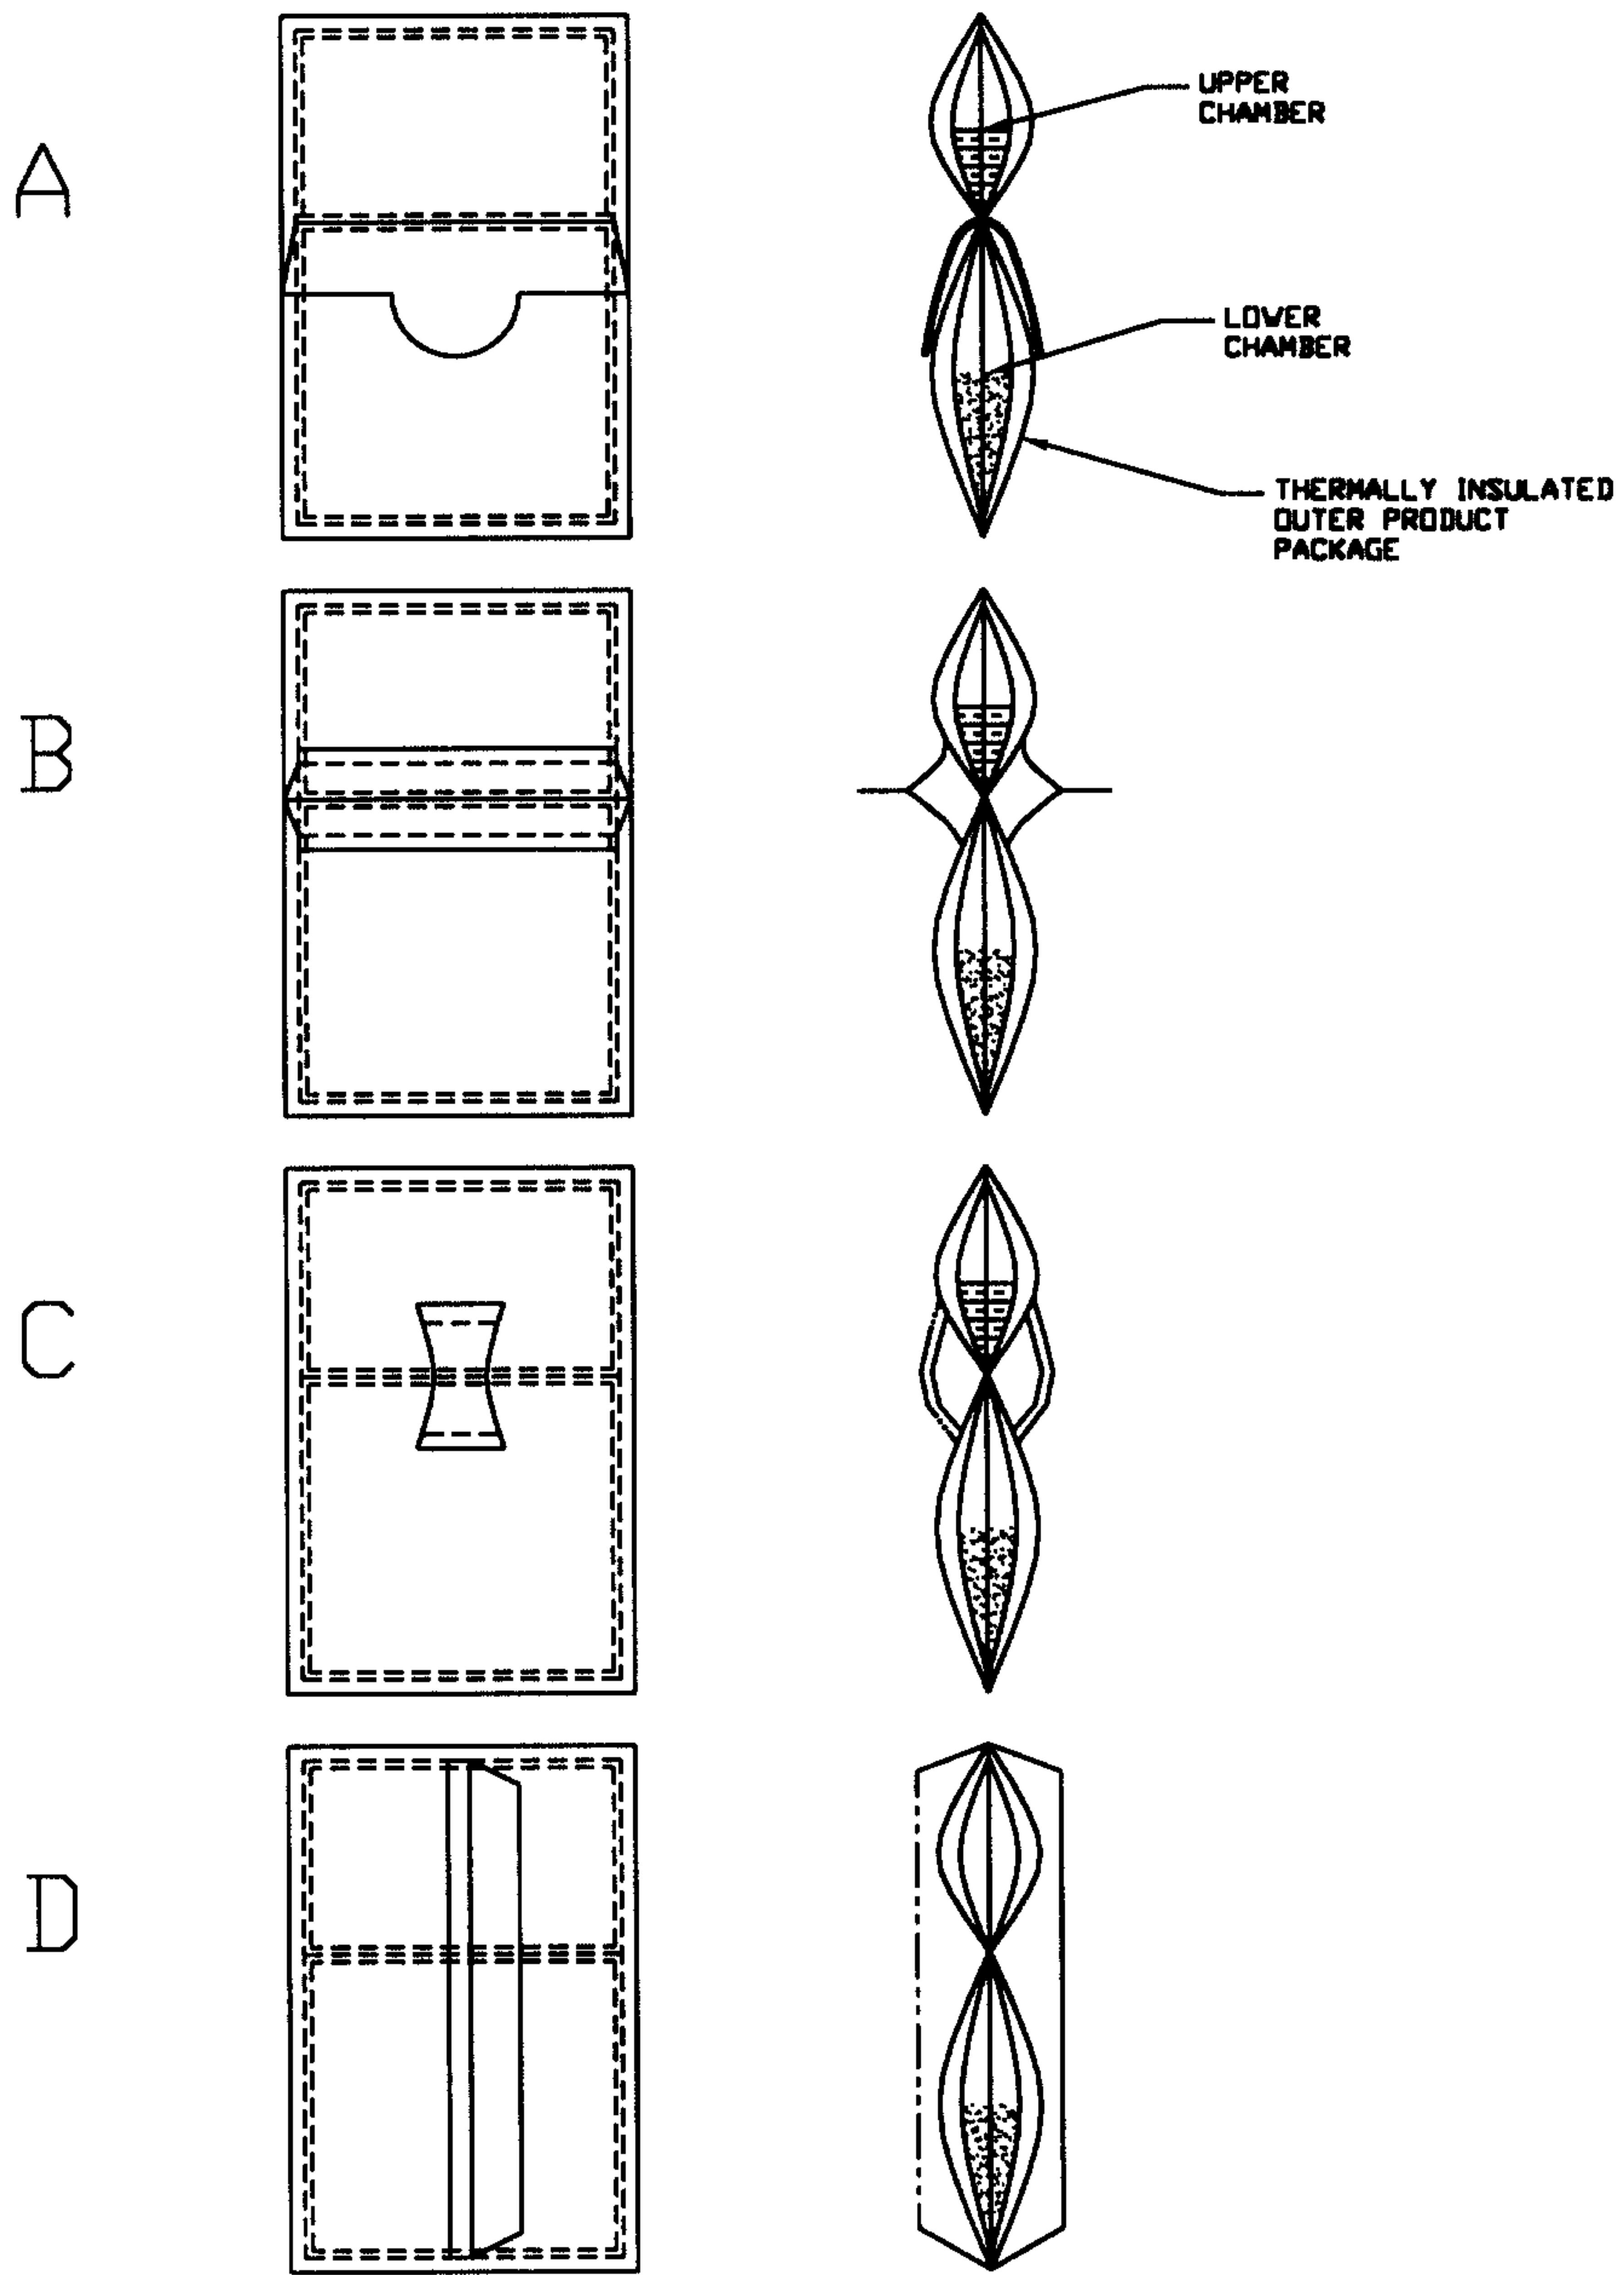 A
UPPER
CHAMBER
LOWER
CHAMBER
THERMALLY INSULATED
OUTER PRODUCT
PACKAGE
B
C
D